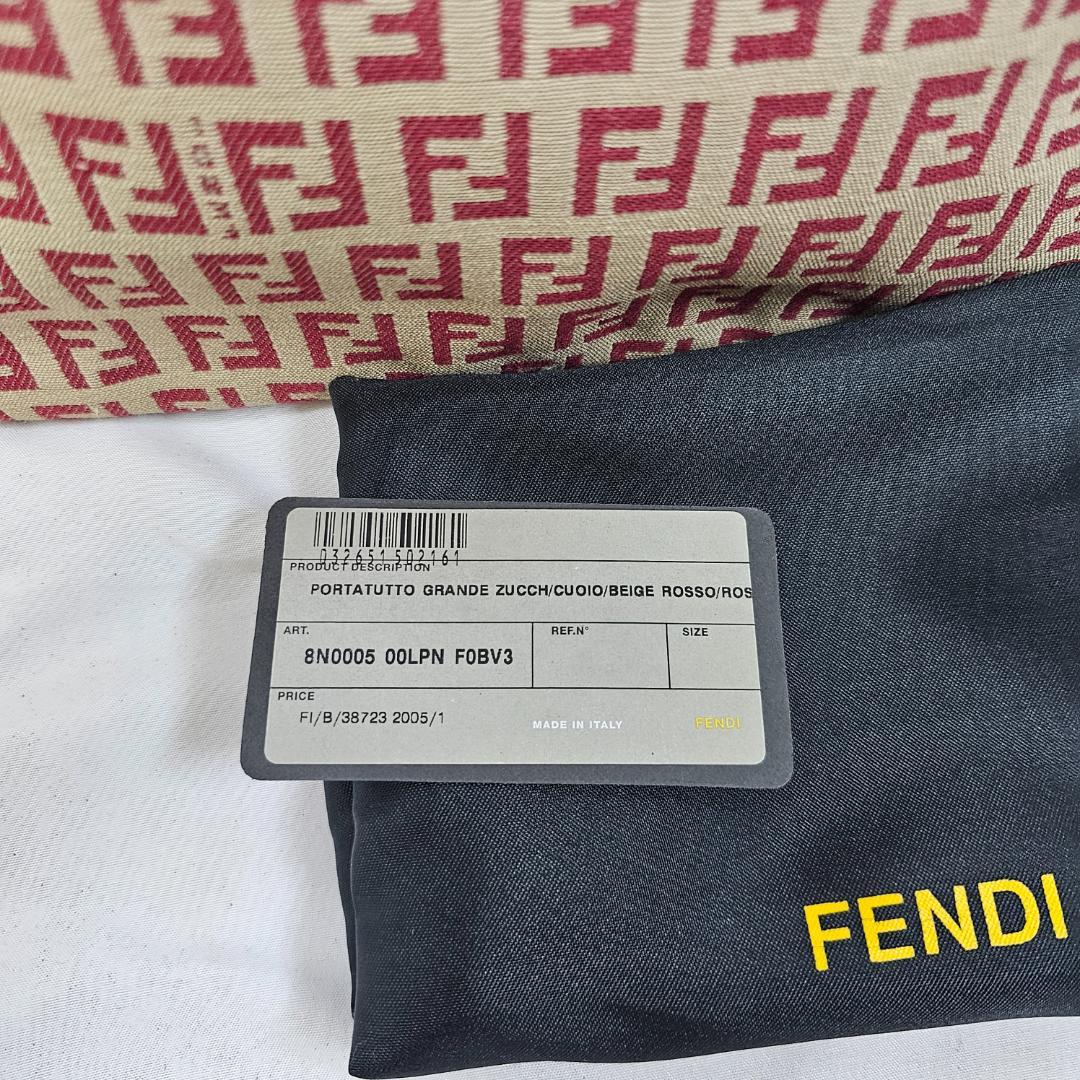 032651502161
PRODUCT DESCRIPTION
PORTATUTTO GRANDE ZUCCH/CUOIO/BEIGE ROSSO/ROS
ART. REF.N° SIZE
8N0005 00LPN F0BV3
PRICE
FI/B/38723 2005/1
MADE IN ITALY FENDI
FENDI